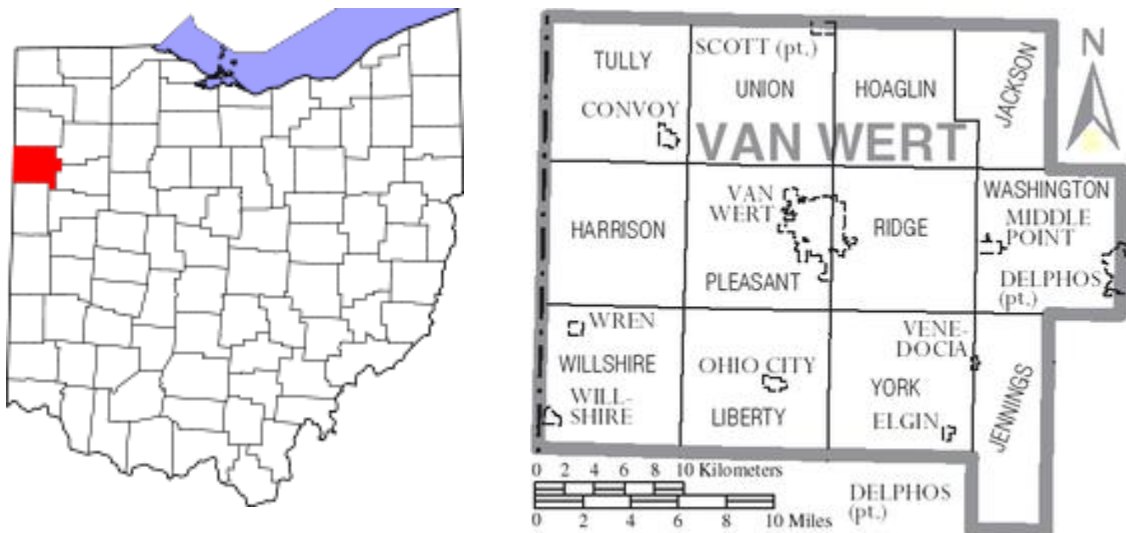 N
TULLY
SCOTT (pt.)
UNION
HOAGLIN
JACKSON
CONVOY
VAN WERT
HARRISON
VAN
WERT
PLEASANT
RIDGE
WASHINGTON
MIDDLE
POINT
DELPHOS
(pt.)
WREN
WILLSHIRE
WILL-
SHIRE
OHIO CITY
LIBERTY
VENE-
DOCIA
YORK
ELGIN
JENNINGS
0 2 4 6 8 10 Kilometers
0 2 4 6 8 10 Miles
DELPHOS
(pt.)